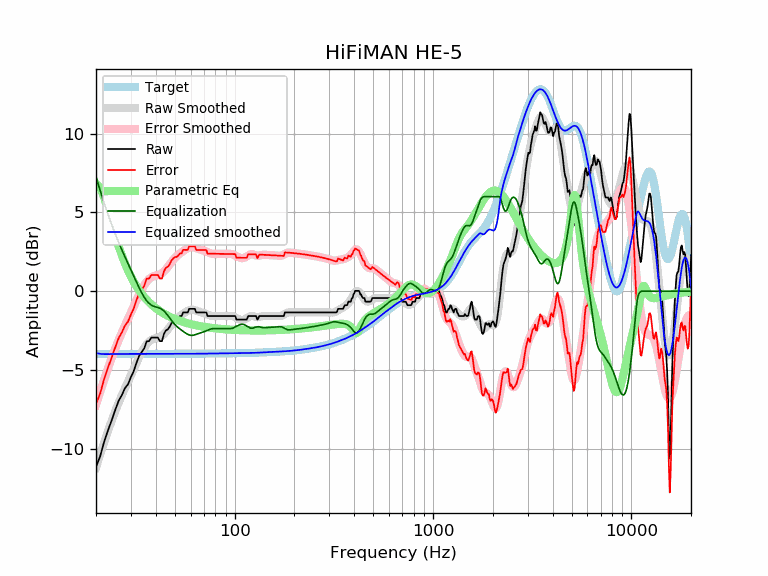 HiFiMAN HE-5
Target
Raw Smoothed
Error Smoothed
Raw
Error
Parametric Eq
Equalization
Equalized smoothed
10
5
0
−5
−10
Amplitude (dBr)
100 1000 10000
Frequency (Hz)